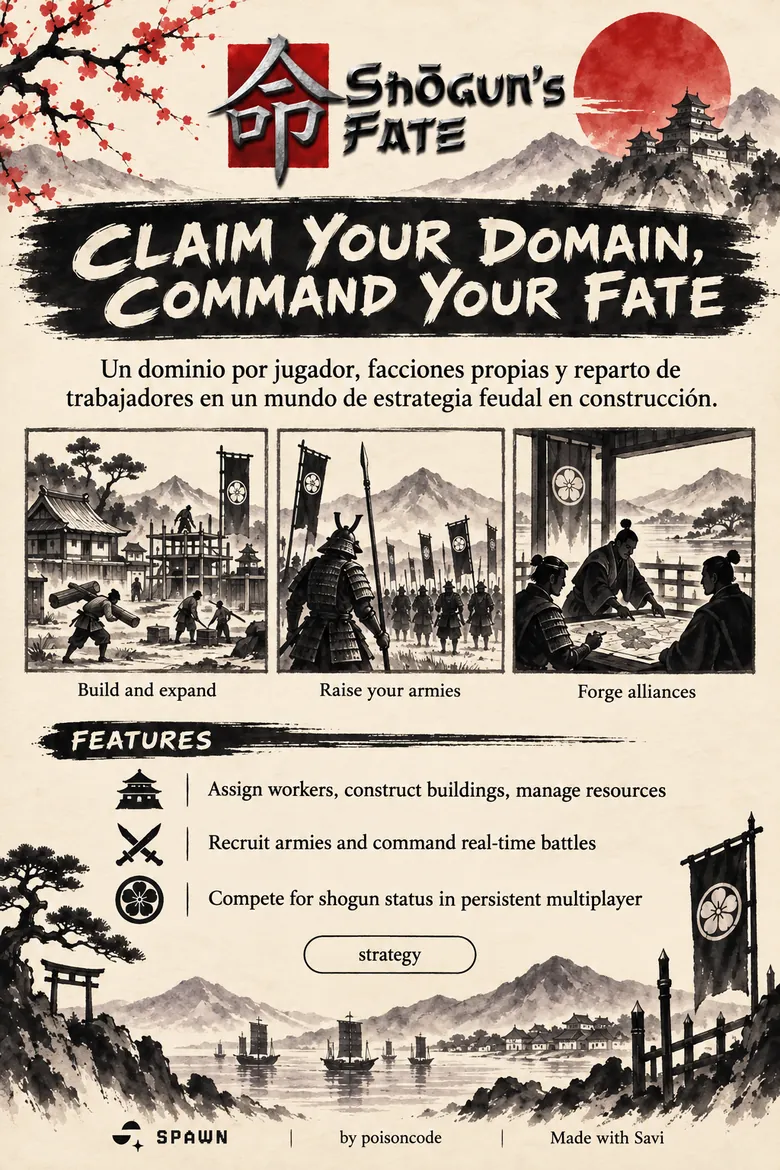 命
Shōgun's
Fate
Claim Your Domain,
Command Your Fate
Un dominio por jugador, facciones propias y reparto de
trabajadores en un mundo de estrategia feudal en construcción.
Build and expand
Raise your armies
Forge alliances
FEATURES
Assign workers, construct buildings, manage resources
Recruit armies and command real-time battles
Compete for shogun status in persistent multiplayer
strategy
SPAWN
by poisoncode
Made with Savi